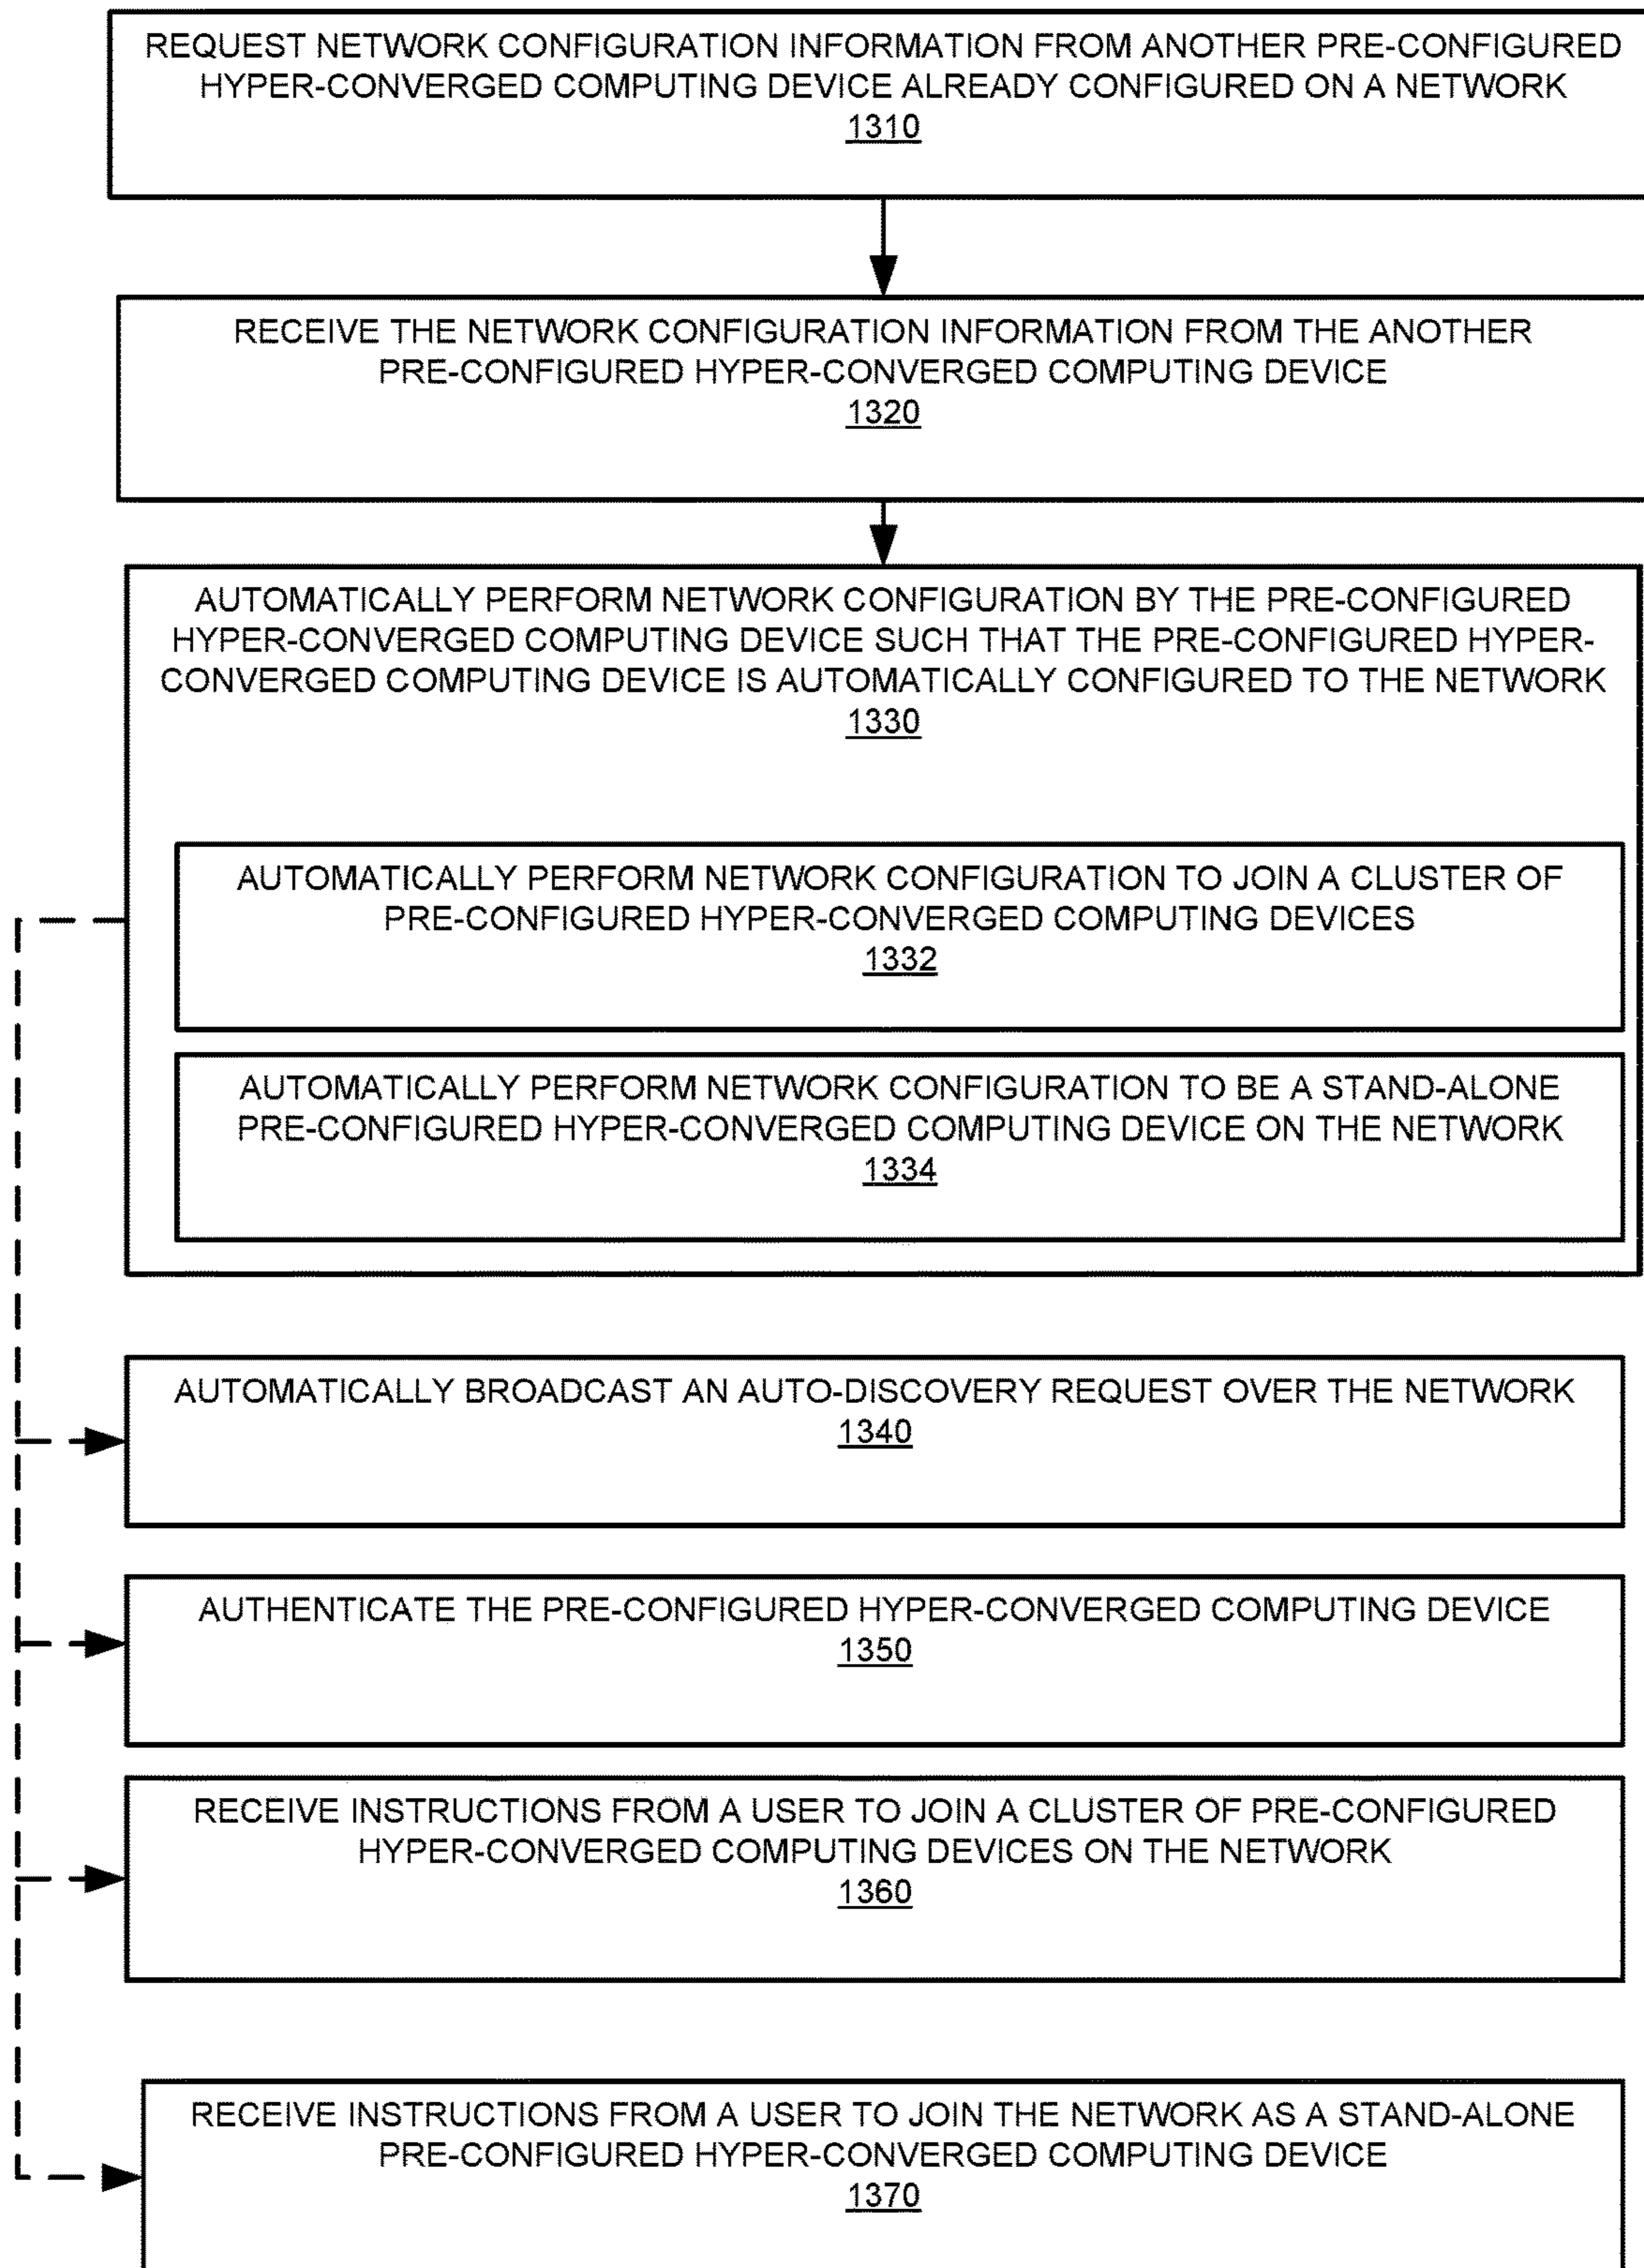 REQUEST NETWORK CONFIGURATION INFORMATION FROM ANOTHER PRE-CONFIGURED
HYPER-CONVERGED COMPUTING DEVICE ALREADY CONFIGURED ON A NETWORK
1310
RECEIVE THE NETWORK CONFIGURATION INFORMATION FROM THE ANOTHER
PRE-CONFIGURED HYPER-CONVERGED COMPUTING DEVICE
1320
AUTOMATICALLY PERFORM NETWORK CONFIGURATION BY THE PRE-CONFIGURED
HYPER-CONVERGED COMPUTING DEVICE SUCH THAT THE PRE-CONFIGURED HYPER-
CONVERGED COMPUTING DEVICE IS AUTOMATICALLY CONFIGURED TO THE NETWORK
1330
AUTOMATICALLY PERFORM NETWORK CONFIGURATION TO JOIN A CLUSTER OF
PRE-CONFIGURED HYPER-CONVERGED COMPUTING DEVICES
1332
AUTOMATICALLY PERFORM NETWORK CONFIGURATION TO BE A STAND-ALONE
PRE-CONFIGURED HYPER-CONVERGED COMPUTING DEVICE ON THE NETWORK
1334
AUTOMATICALLY BROADCAST AN AUTO-DISCOVERY REQUEST OVER THE NETWORK
1340
AUTHENTICATE THE PRE-CONFIGURED HYPER-CONVERGED COMPUTING DEVICE
1350
RECEIVE INSTRUCTIONS FROM A USER TO JOIN A CLUSTER OF PRE-CONFIGURED
HYPER-CONVERGED COMPUTING DEVICES ON THE NETWORK
1360
RECEIVE INSTRUCTIONS FROM A USER TO JOIN THE NETWORK AS A STAND-ALONE
PRE-CONFIGURED HYPER-CONVERGED COMPUTING DEVICE
1370